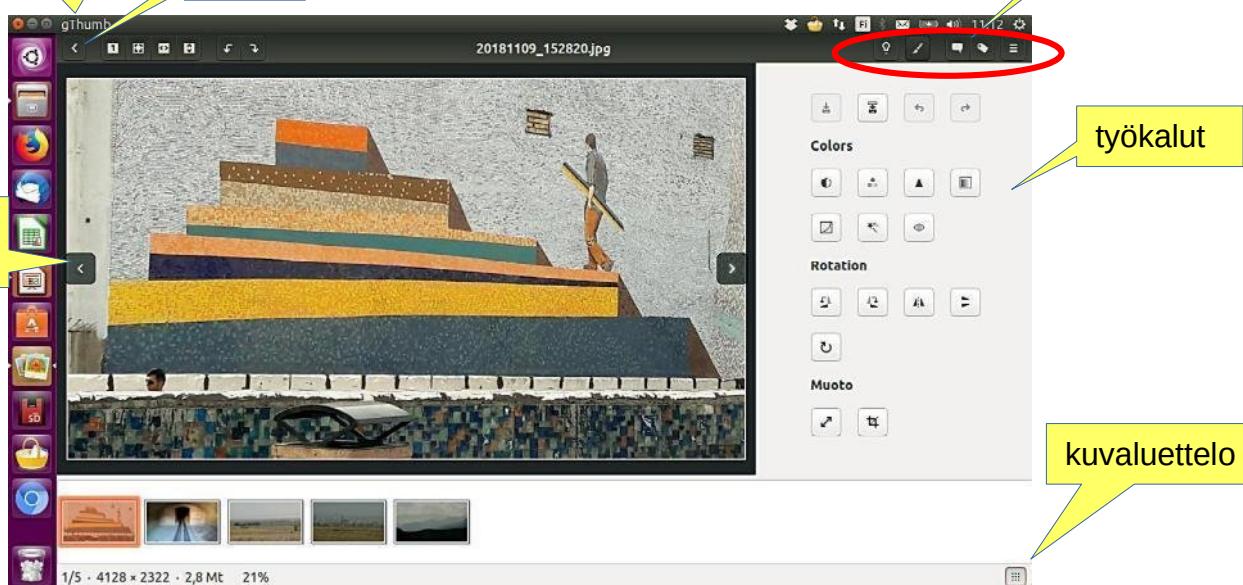 gThumb
Fi
11:12
20181109_152820.jpg
työkalut
Colors
Rotation
Muoto
kuvaluettelo
1/5 · 4128 × 2322 · 2,8 Mt 21%